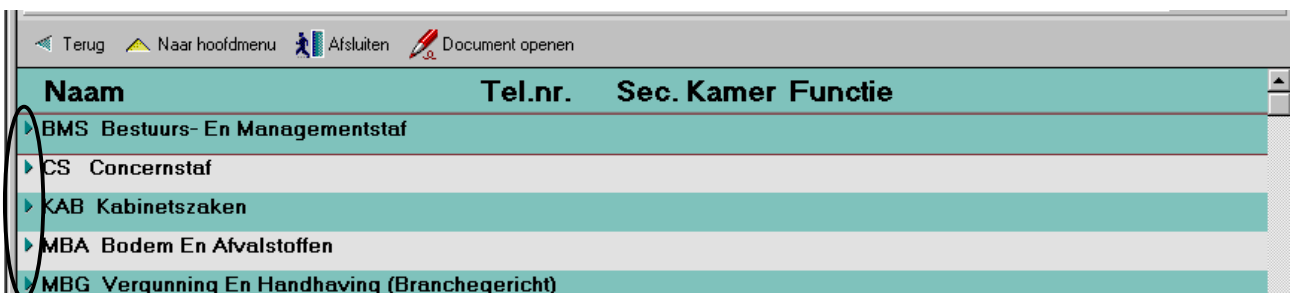 Terug Naar hoofdmenu Afsluiten Document openen
Naam Tel.nr. Sec. Kamer Functie
BMS Bestuurs- En Managementstaf
CS Concernstaf
KAB Kabinetszaken
MBA Bodem En Afvalstoffen
MBG Vergunning En Handhaving (Branchegericht)